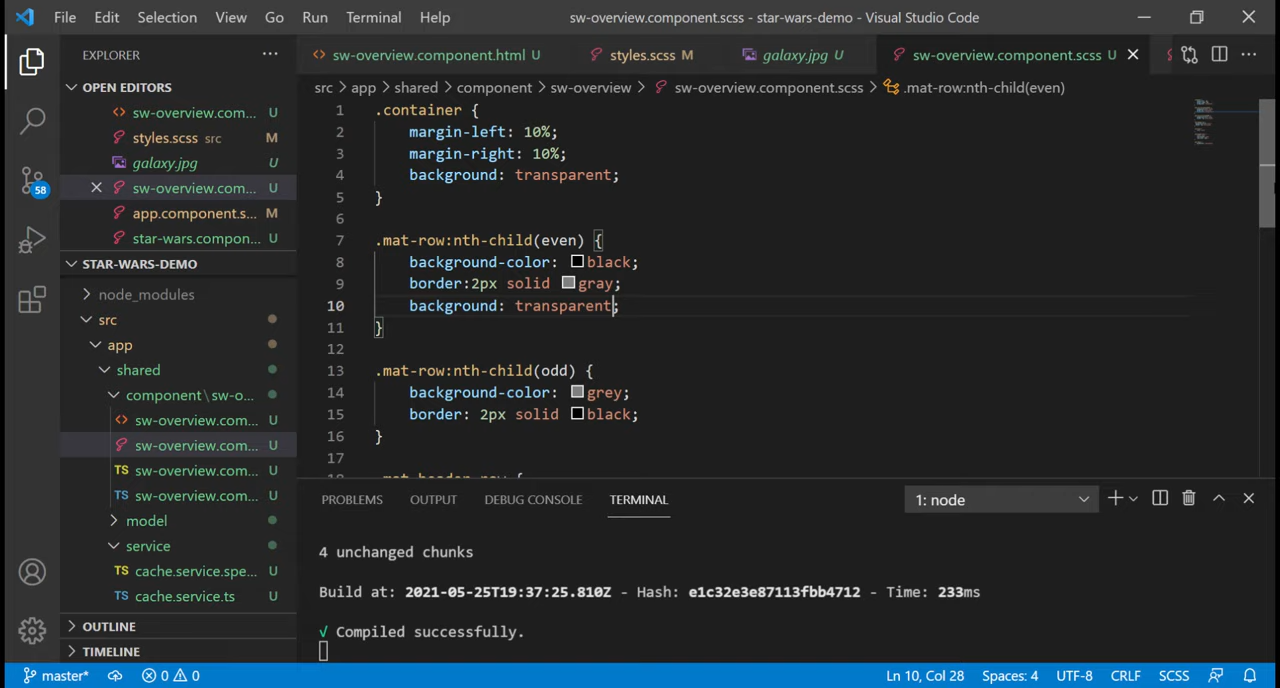 File Edit Selection View Go Run Terminal Help
sw-overview.component.scss - star-wars-demo - Visual Studio Code
EXPLORER
sw-overview.component.html U
styles.scss M
galaxy.jpg U
sw-overview.component.scss U
OPEN EDITORS
sw-overview.com... U
styles.scss src M
galaxy.jpg U
sw-overview.com... U
app.component.s... M
star-wars.compon... U
STAR-WARS-DEMO
node_modules
src
app
shared
component\sw-o...
sw-overview.com... U
sw-overview.com... U
TS sw-overview.com... U
TS sw-overview.com... U
model
service
TS cache.service.spe... U
TS cache.service.ts U
OUTLINE
TIMELINE
58
src > app > shared > component > sw-overview > sw-overview.component.scss > .mat-row:nth-child(even)
1 .container {
2 margin-left: 10%;
3 margin-right: 10%;
4 background: transparent;
5 }
6
7 .mat-row:nth-child(even) {
8 background-color: black;
9 border:2px solid gray;
10 background: transparent;
11 }
12
13 .mat-row:nth-child(odd) {
14 background-color: grey;
15 border: 2px solid black;
16 }
17
PROBLEMS OUTPUT DEBUG CONSOLE TERMINAL
1: node
4 unchanged chunks
Build at: 2021-05-25T19:37:25.810Z - Hash: e1c32e3e87113fbb4712 - Time: 233ms
√ Compiled successfully.
master* 0 0
Ln 10, Col 28 Spaces: 4 UTF-8 CRLF SCSS